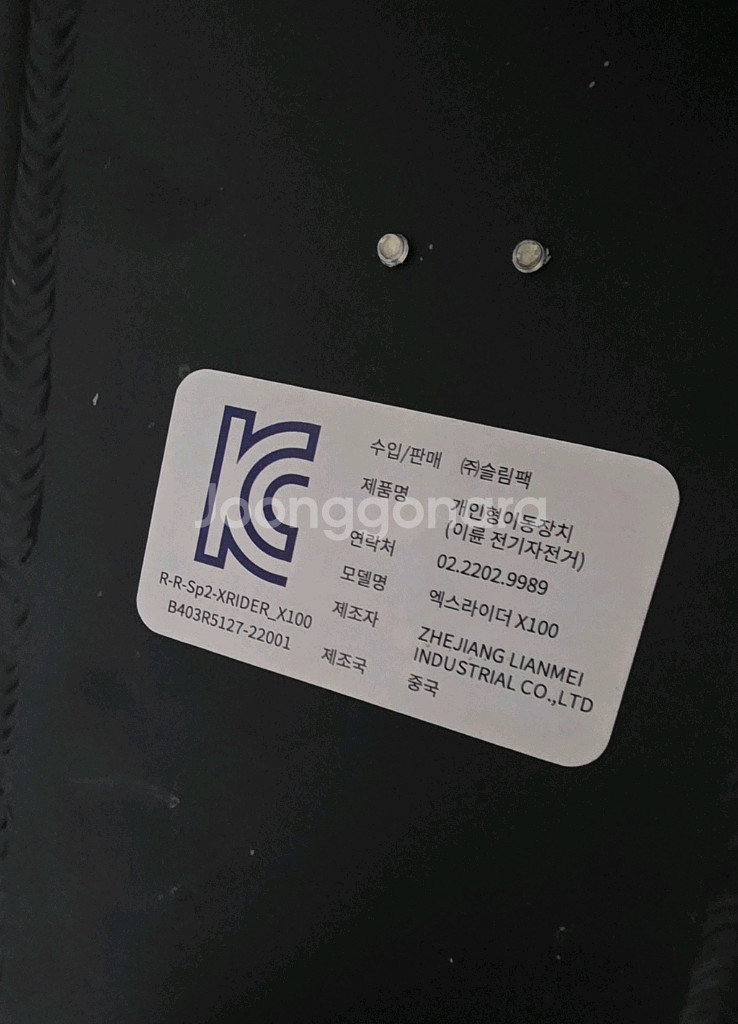 수입/판매 ㈜슬림팩
제품명 개인형이동장치
(이륜 전기자전거)
연락처 02.2202.9989
모델명 엑스라이더 X100
제조자 ZHEJIANG LIANMEI
INDUSTRIAL CO.,LTD
제조국 중국
R-R-Sp2-XRIDER_X100
B403R5127-22001
Joonggonara